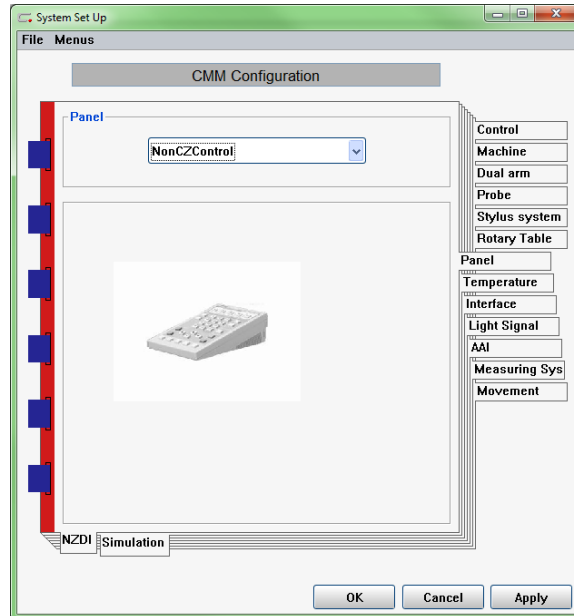 System Set Up
File Menus
CMM Configuration
Panel
NonCZControl
Control
Machine
Dual arm
Probe
Stylus system
Rotary Table
Panel
Temperature
Interface
Light Signal
AAI
Measuring Sys
Movement
NZDI Simulation
OK Cancel Apply